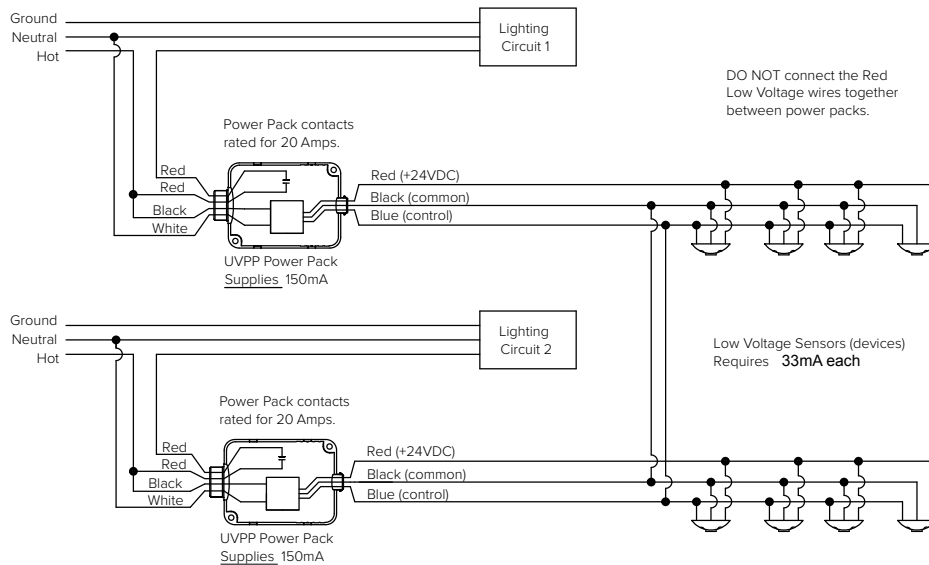 Ground
Neutral
Hot
Lighting
Circuit 1
DO NOT connect the Red
Low Voltage wires together
between power packs.
Power Pack contacts
rated for 20 Amps.
Red
Red
Black
White
Red (+24VDC)
Black (common)
Blue (control)
UVPP Power Pack
Supplies 150mA
Ground
Neutral
Hot
Lighting
Circuit 2
Low Voltage Sensors (devices)
Requires 33mA each
Power Pack contacts
rated for 20 Amps.
Red
Red
Black
White
Red (+24VDC)
Black (common)
Blue (control)
UVPP Power Pack
Supplies 150mA